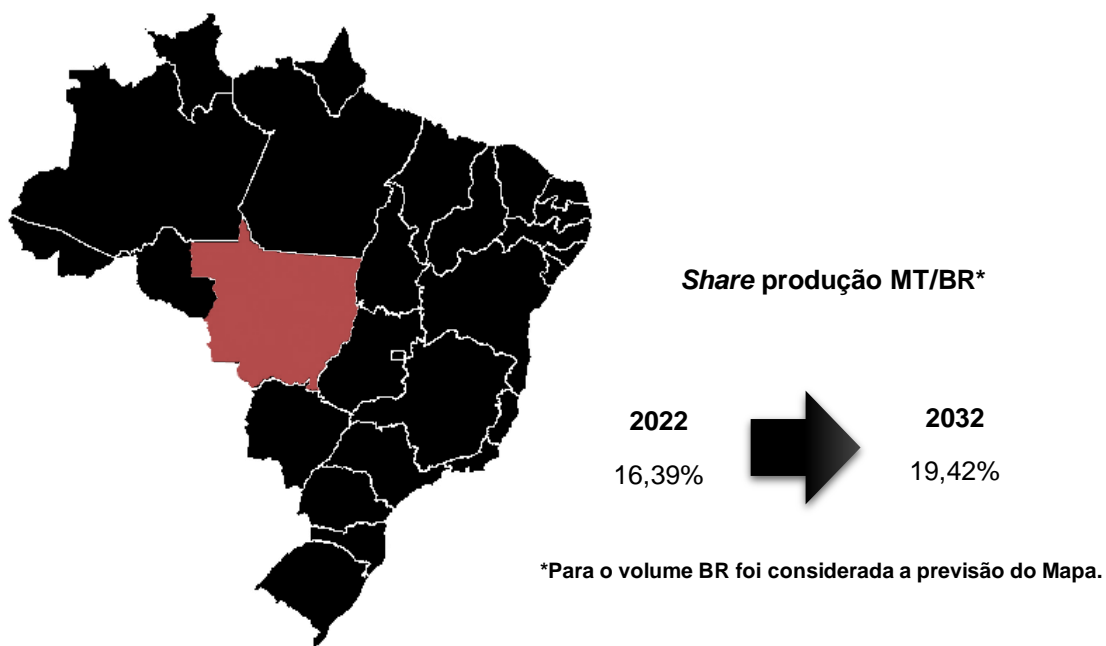 Share produção MT/BR*
2022
2032
16,39%
19,42%
*Para o volume BR foi considerada a previsão do Mapa.